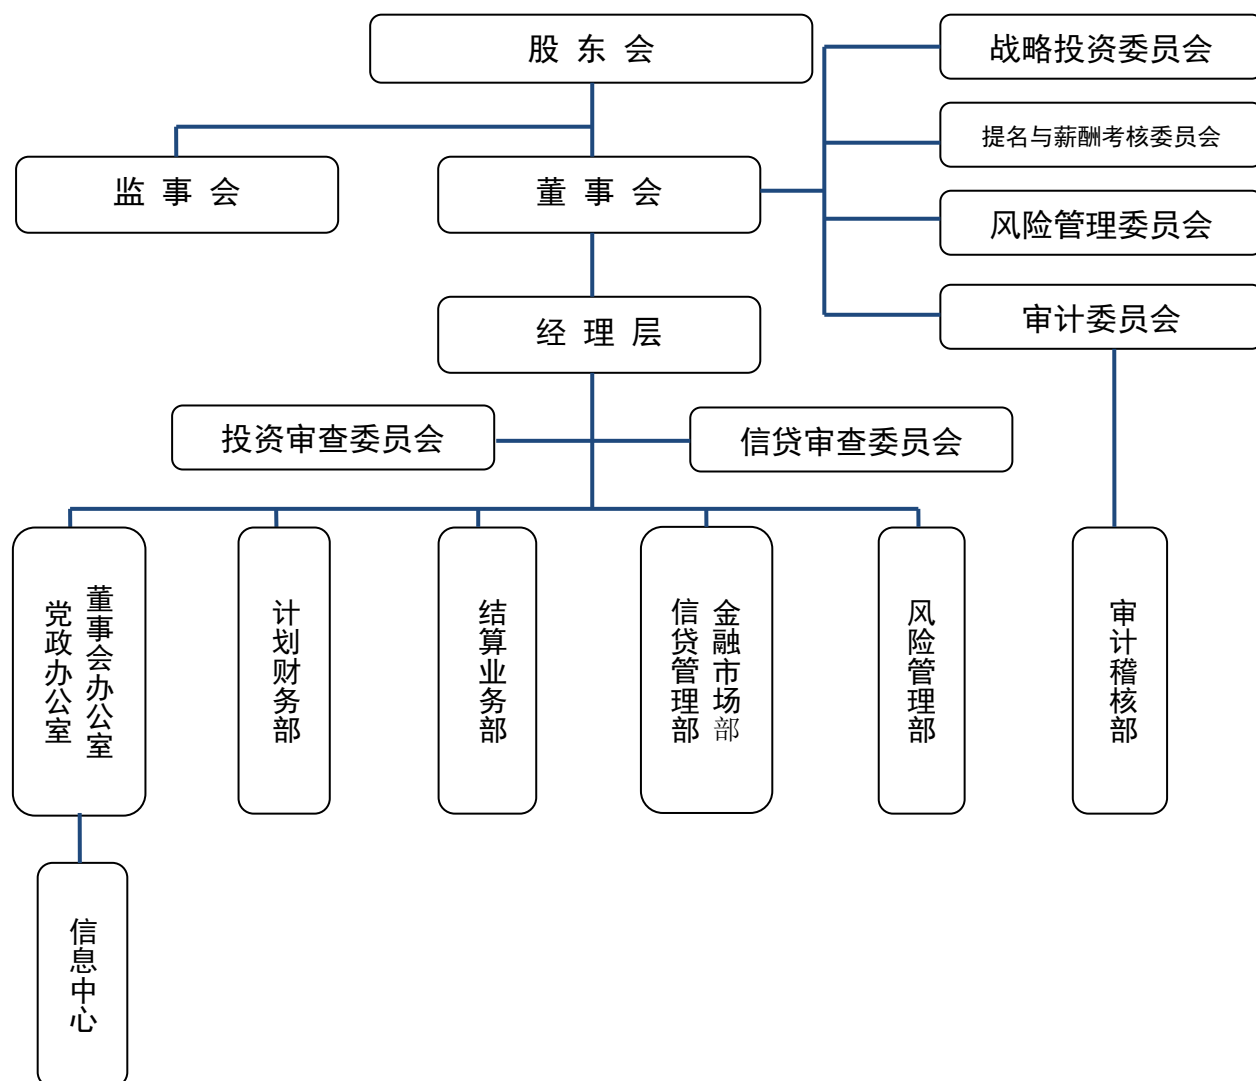 股 东 会
战略投资委员会
提名与薪酬考核委员会
监 事 会
董 事 会
风险管理委员会
经 理 层
审计委员会
投资审查委员会
信贷审查委员会
党政办公室
董事会办公室
计划财务部
结算业务部
信贷管理部
金融市场部
风险管理部
审计稽核部
信息中心